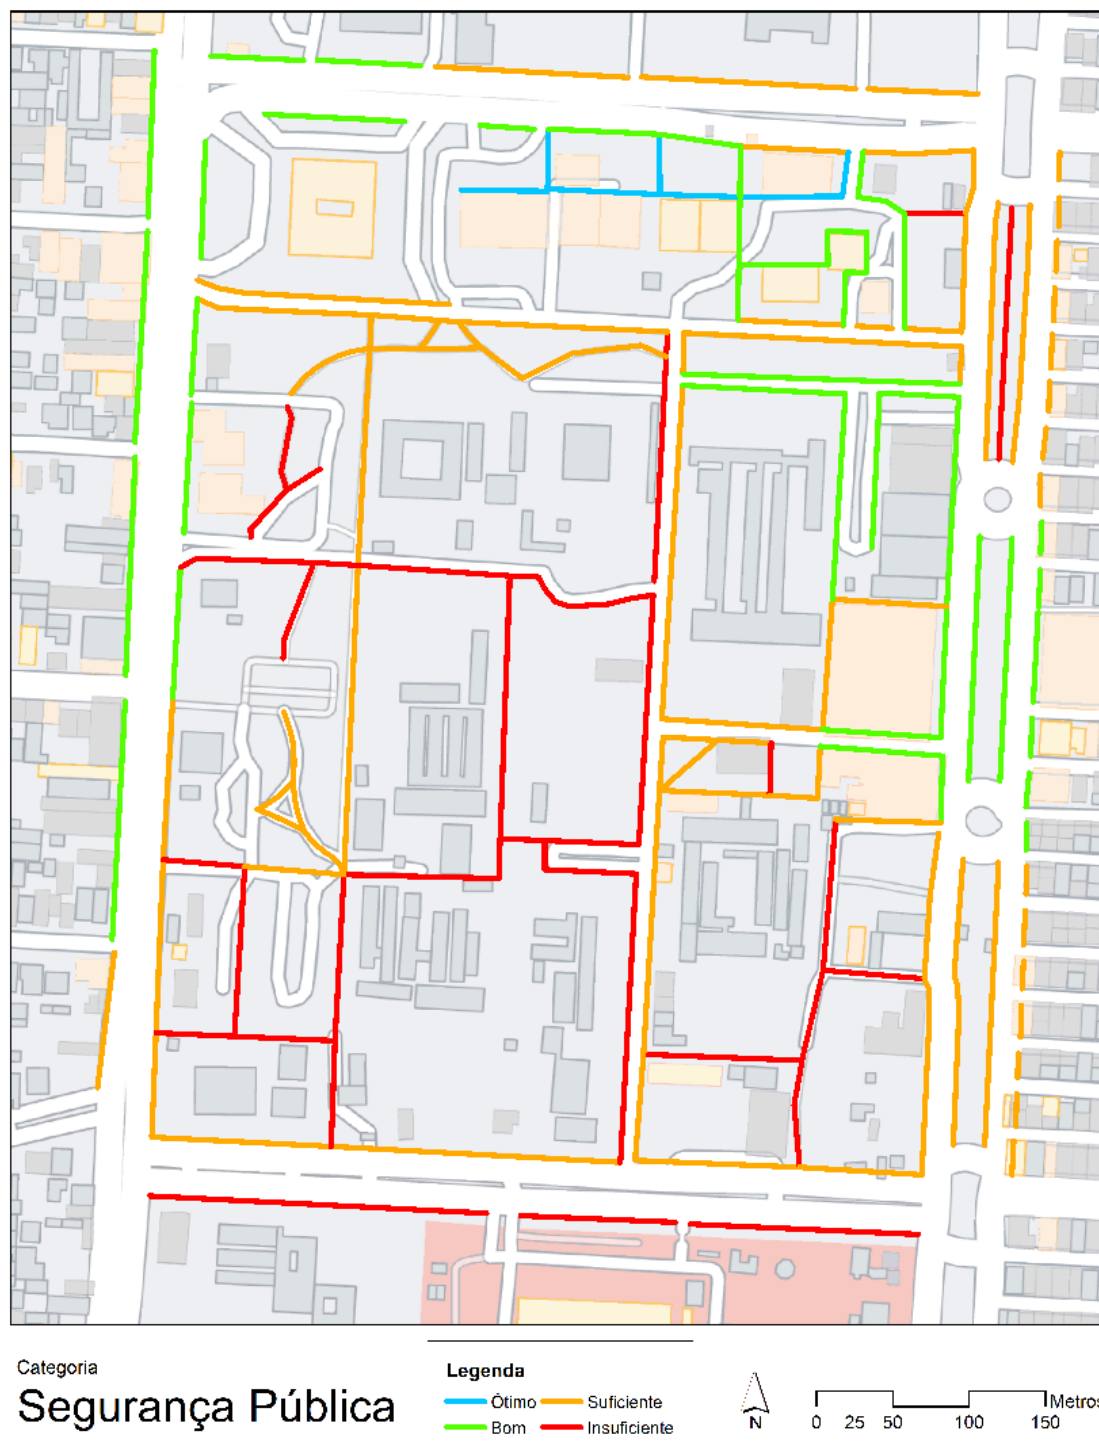 Categoria
Segurança Pública
Legenda
Ótimo
Suficiente
Bom
Insuficiente
N
Metros
0 25 50 100 150